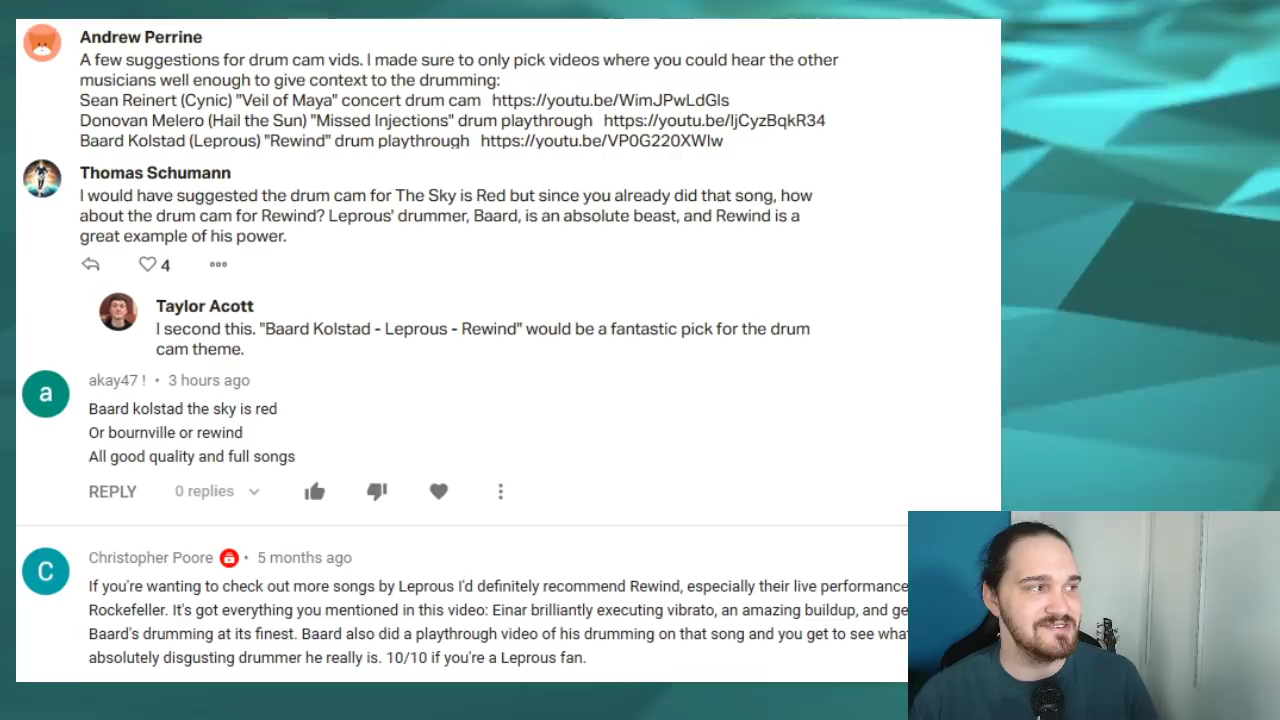 Andrew Perrine
A few suggestions for drum cam vids. I made sure to only pick videos where you could hear the other
musicians well enough to give context to the drumming:
Sean Reinert (Cynic) "Veil of Maya" concert drum cam https://youtu.be/WimJPwLdGls
Donovan Melero (Hail the Sun) "Missed Injections" drum playthrough https://youtu.be/ljCyzBqkR34
Baard Kolstad (Leprous) "Rewind" drum playthrough https://youtu.be/VP0G220XWlw
Thomas Schumann
I would have suggested the drum cam for The Sky is Red but since you already did that song, how
about the drum cam for Rewind? Leprous' drummer, Baard, is an absolute beast, and Rewind is a
great example of his power.
4
Taylor Acott
I second this. "Baard Kolstad - Leprous - Rewind" would be a fantastic pick for the drum
cam theme.
a
akay47 ! • 3 hours ago
Baard kolstad the sky is red
Or bournville or rewind
All good quality and full songs
REPLY 0 replies
C
Christopher Poore • 5 months ago
If you're wanting to check out more songs by Leprous I'd definitely recommend Rewind, especially their live performance
Rockefeller. It's got everything you mentioned in this video: Einar brilliantly executing vibrato, an amazing buildup, and ge
Baard's drumming at its finest. Baard also did a playthrough video of his drumming on that song and you get to see wha
absolutely disgusting drummer he really is. 10/10 if you're a Leprous fan.